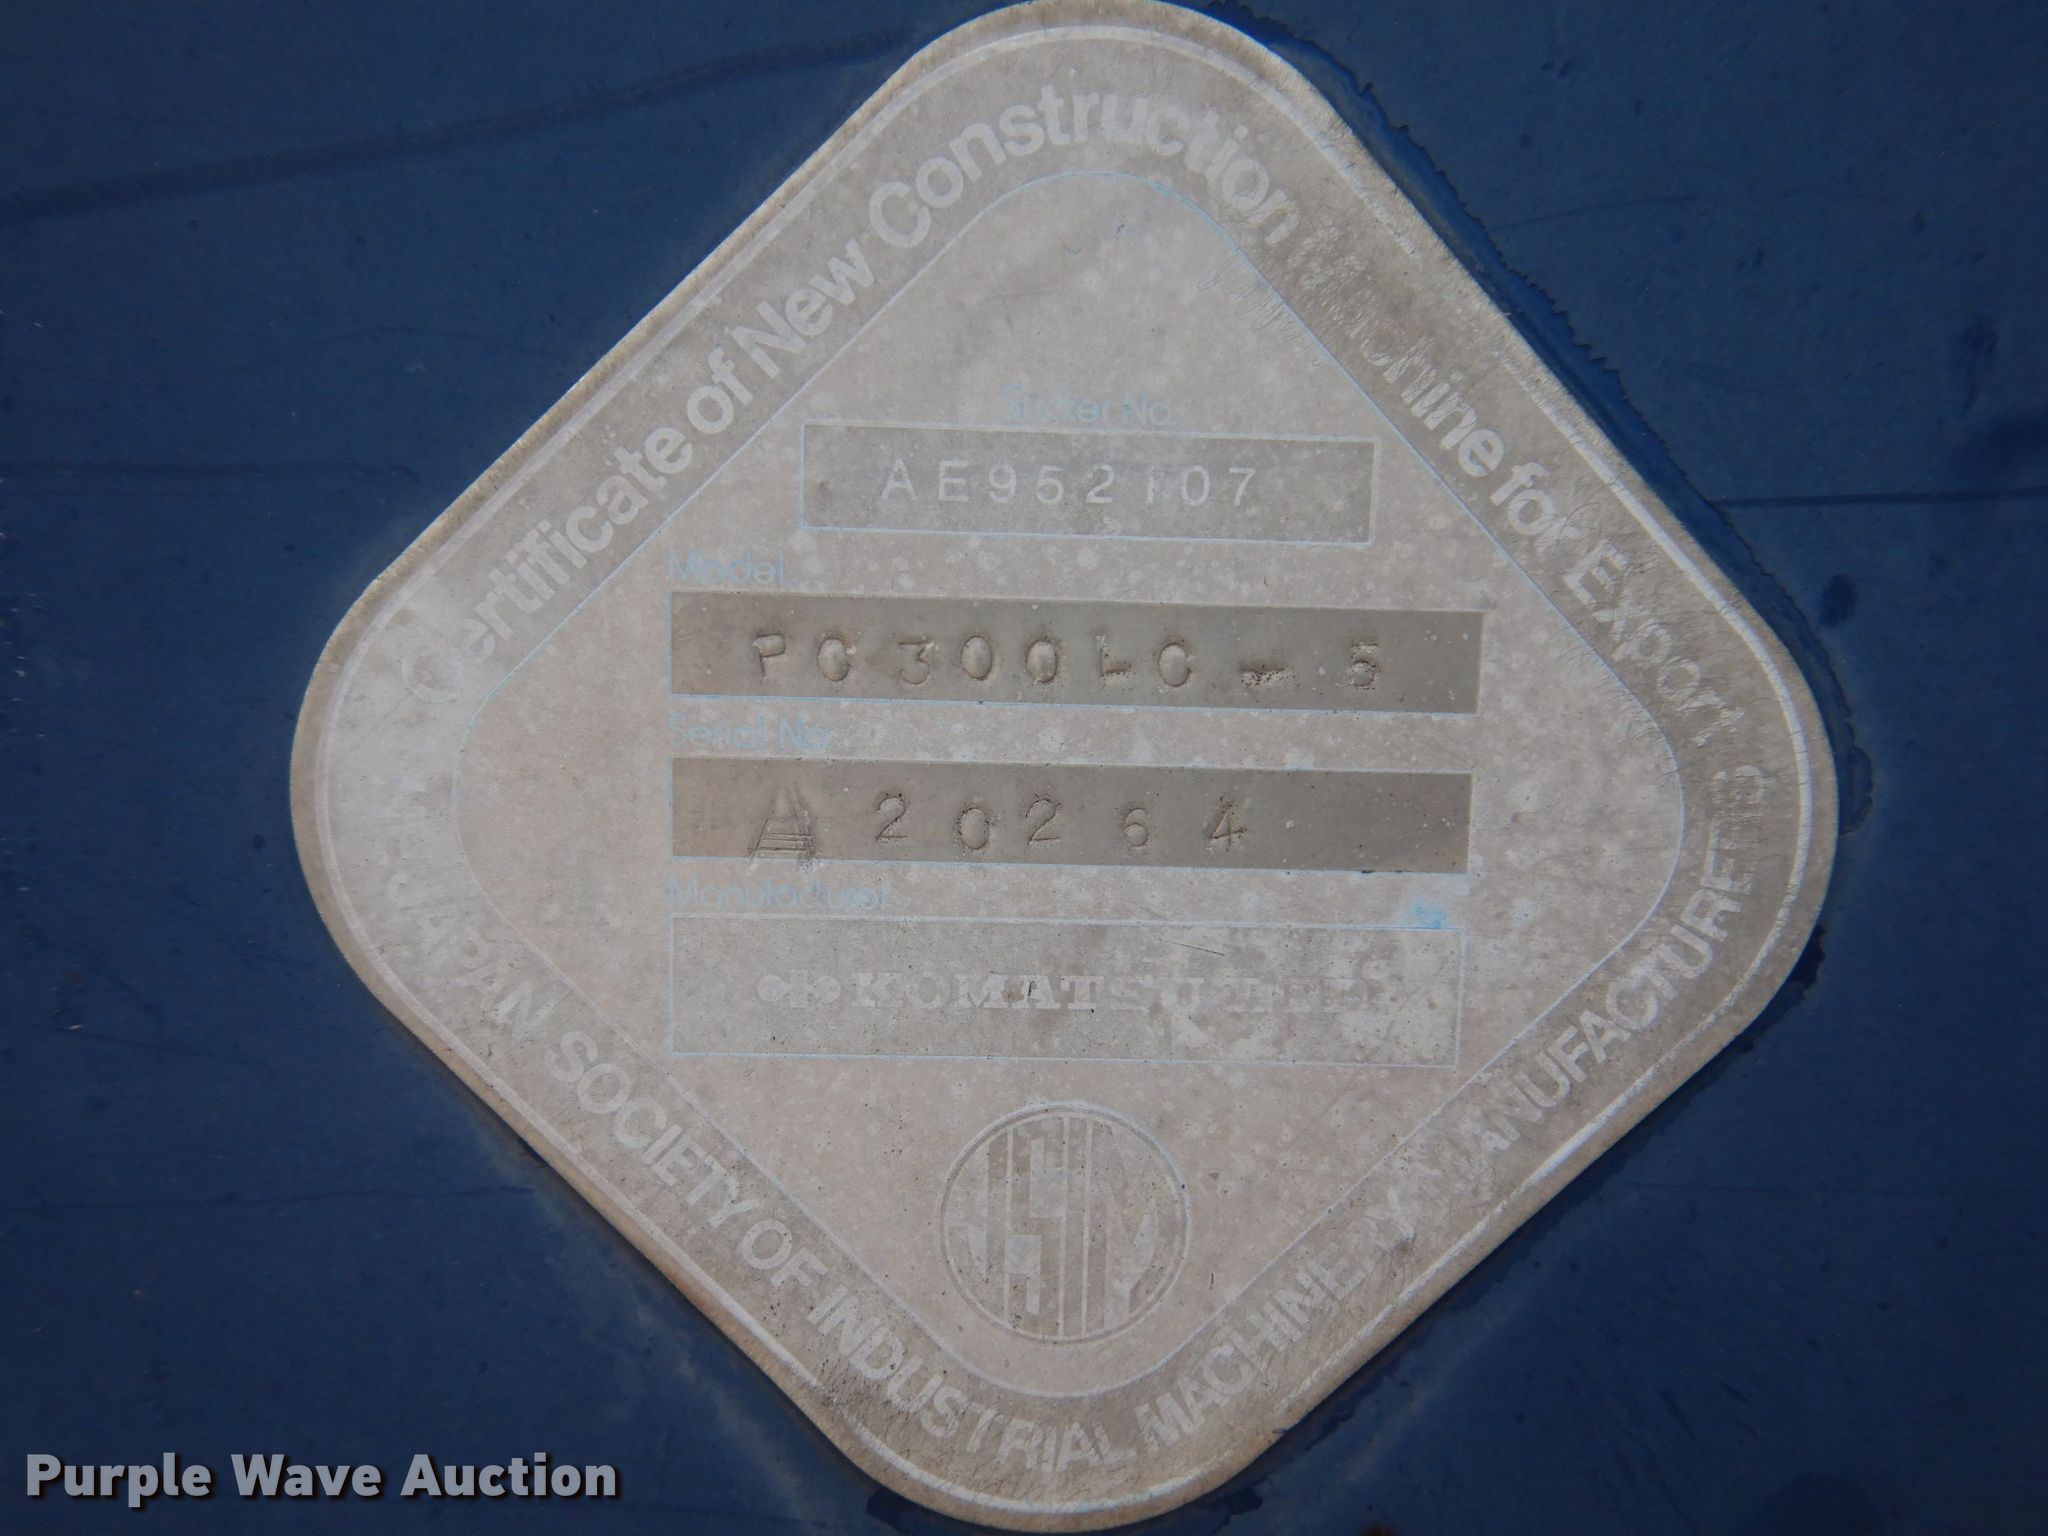 Certificate of New Construction Machine for Export
Sticker No.
AE952107
Model
PC300LC-5
Serial No.
A20264
Manufacturer
KOMATSU LTD.
JSIM
JAPAN SOCIETY OF INDUSTRIAL MACHINERY MANUFACTURERS
Purple Wave Auction